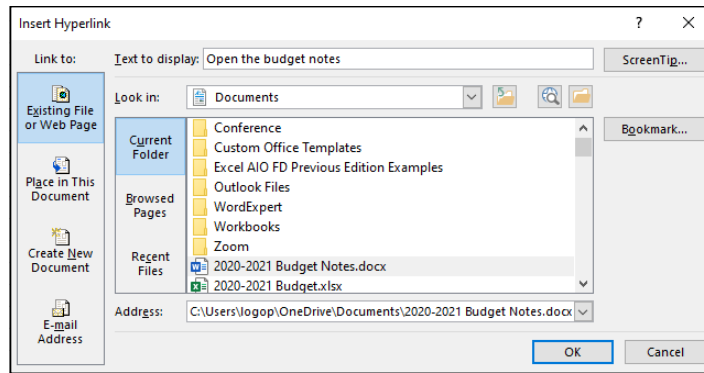 Insert Hyperlink
?
Link to:
Text to display: Open the budget notes
ScreenTip...
Existing File
or Web Page
Look in: Documents
Bookmark...
Current
Folder
Conference
Custom Office Templates
Excel AIO FD Previous Edition Examples
Outlook Files
WordExpert
Workbooks
Zoom
2020-2021 Budget Notes.docx
2020-2021 Budget.xlsx
Place in This
Document
Browsed
Pages
Create New
Document
Recent
Files
E-mail
Address
Address: C:\Users\logop\OneDrive\Documents\2020-2021 Budget Notes.docx
OK
Cancel